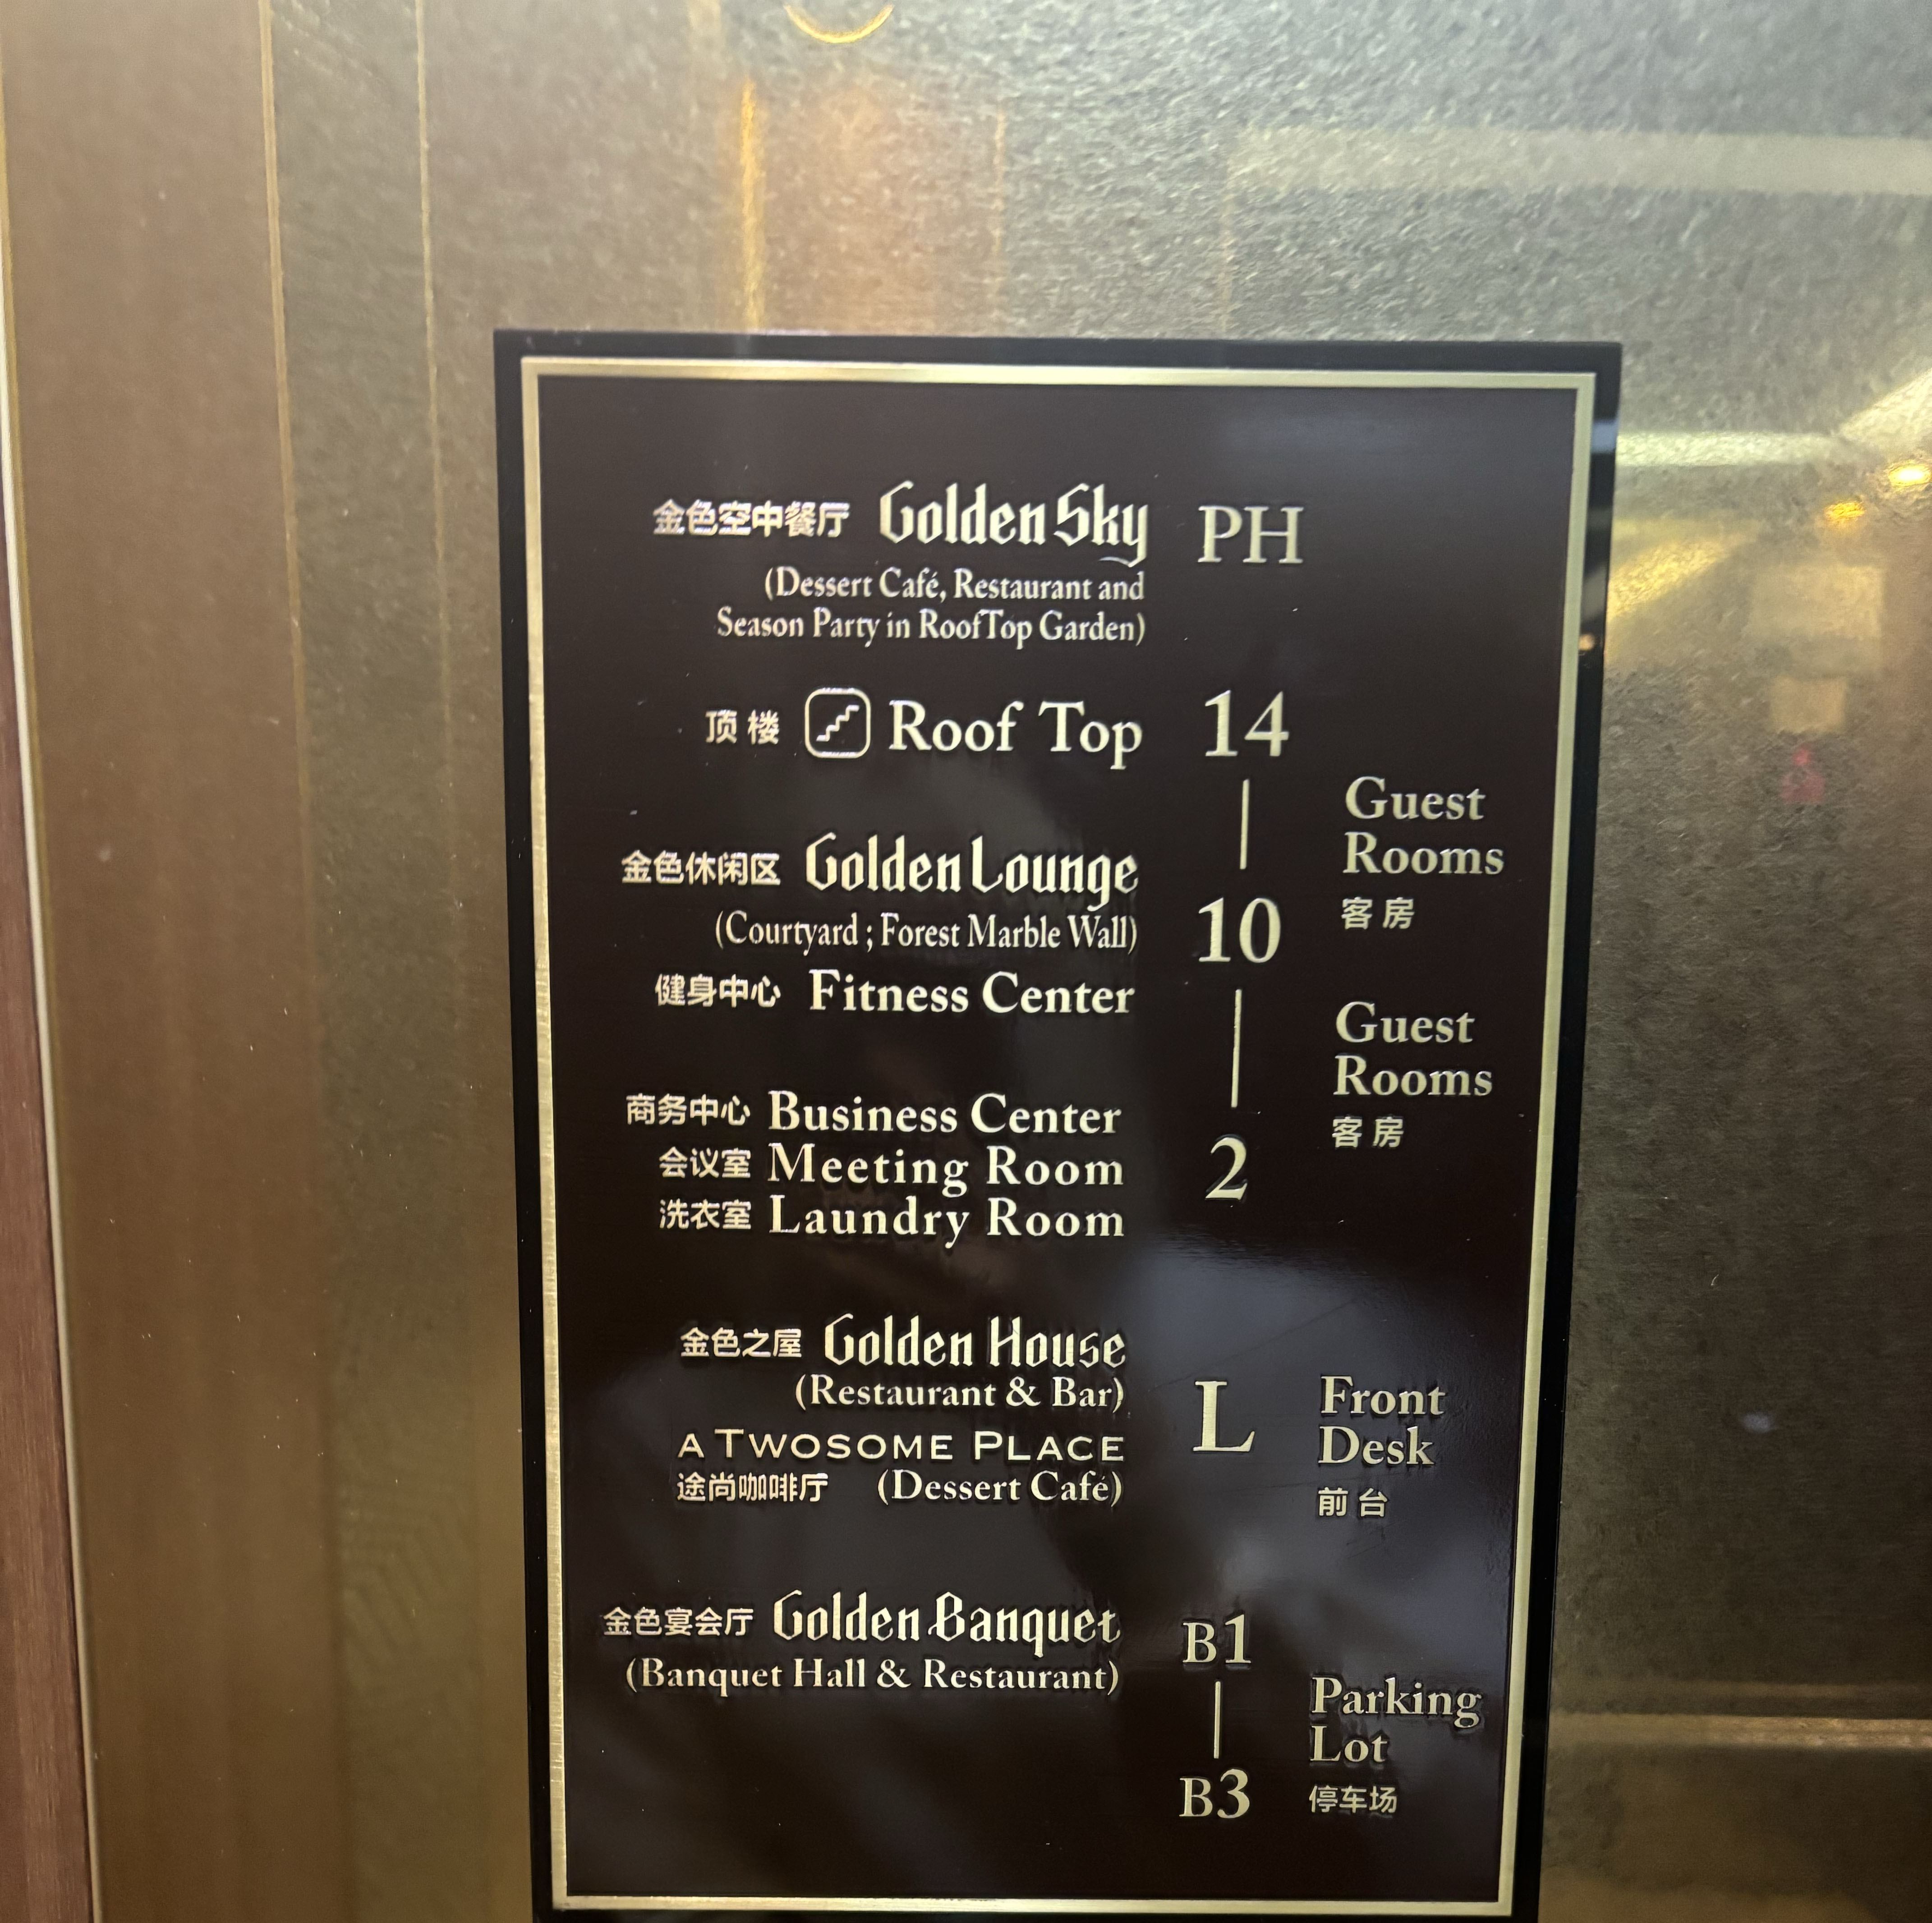 金色空中餐厅 Golden Sky PH
(Dessert Café, Restaurant and
Season Party in RoofTop Garden)
顶楼 Roof Top 14
Guest
Rooms
客房
金色休闲区 Golden Lounge
(Courtyard ; Forest Marble Wall) 10
健身中心 Fitness Center
Guest
Rooms
客房
商务中心 Business Center
会议室 Meeting Room 2
洗衣室 Laundry Room
金色之屋 Golden House
(Restaurant & Bar)
A TWOSOME PLACE
途尚咖啡厅 (Dessert Café)
L
Front
Desk
前台
金色宴会厅 Golden Banquet B1
(Banquet Hall & Restaurant)
Parking
Lot
停车场
B3